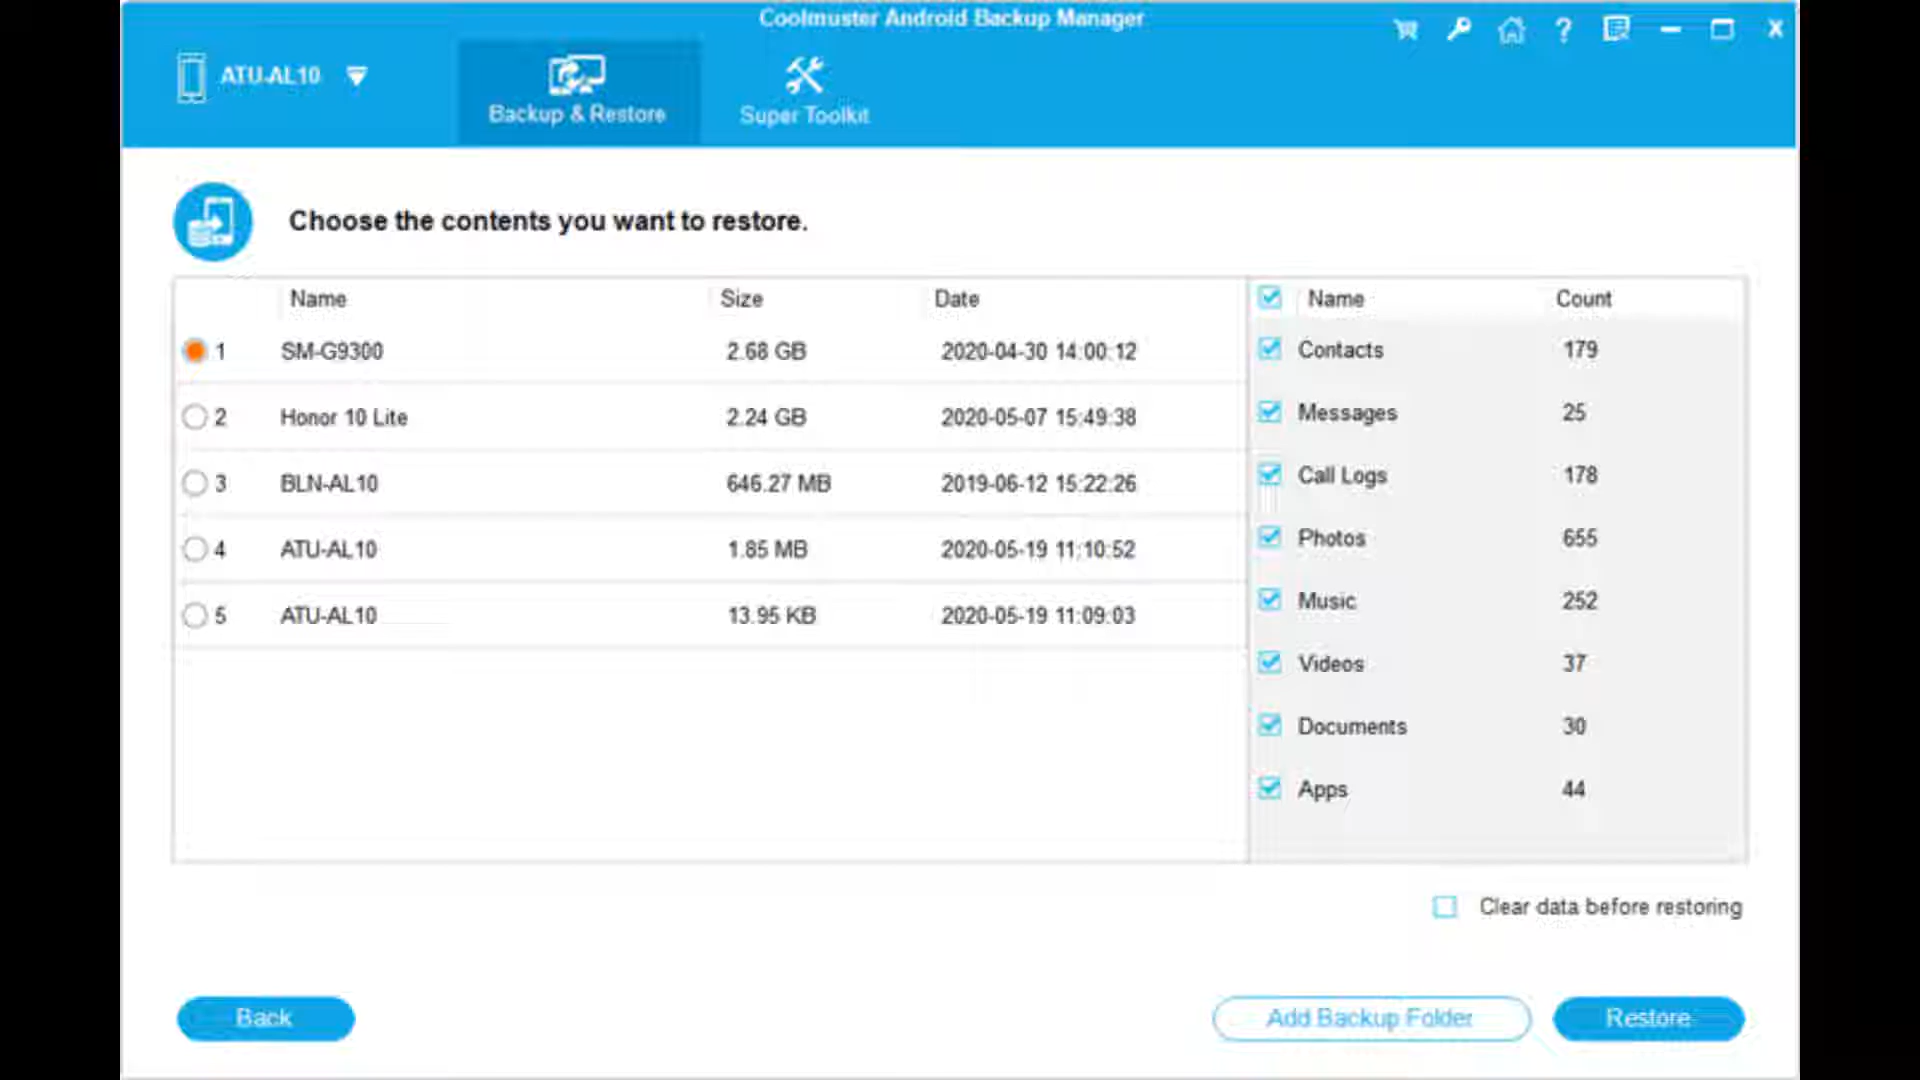 Coolmuster Android Backup Manager
ATU-AL10
Backup & Restore
Super Toolkit
?
X
Choose the contents you want to restore.
Name Size Date
1 SM-G9300 2.68 GB 2020-04-30 14:00:12
2 Honor 10 Lite 2.24 GB 2020-05-07 15:49:38
3 BLN-AL10 646.27 MB 2019-06-12 15:22:26
4 ATU-AL10 1.85 MB 2020-05-19 11:10:52
5 ATU-AL10 13.95 KB 2020-05-19 11:09:03
Name Count
Contacts 179
Messages 25
Call Logs 178
Photos 655
Music 252
Videos 37
Documents 30
Apps 44
Clear data before restoring
Back
Add Backup Folder
Restore